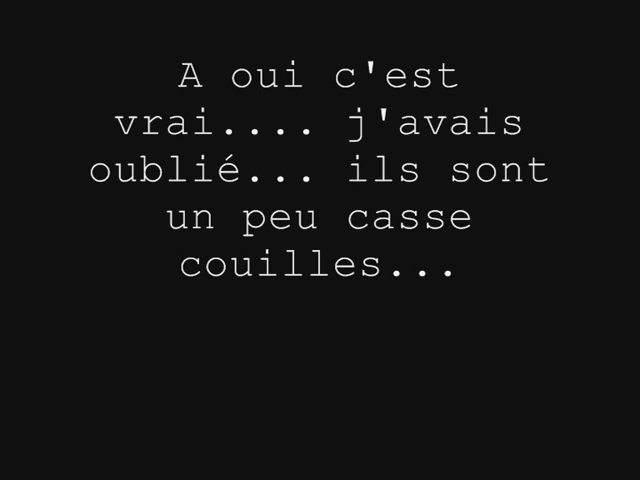 A oui c'est
vrai.... j'avais
oublié... ils sont
un peu casse
couilles...